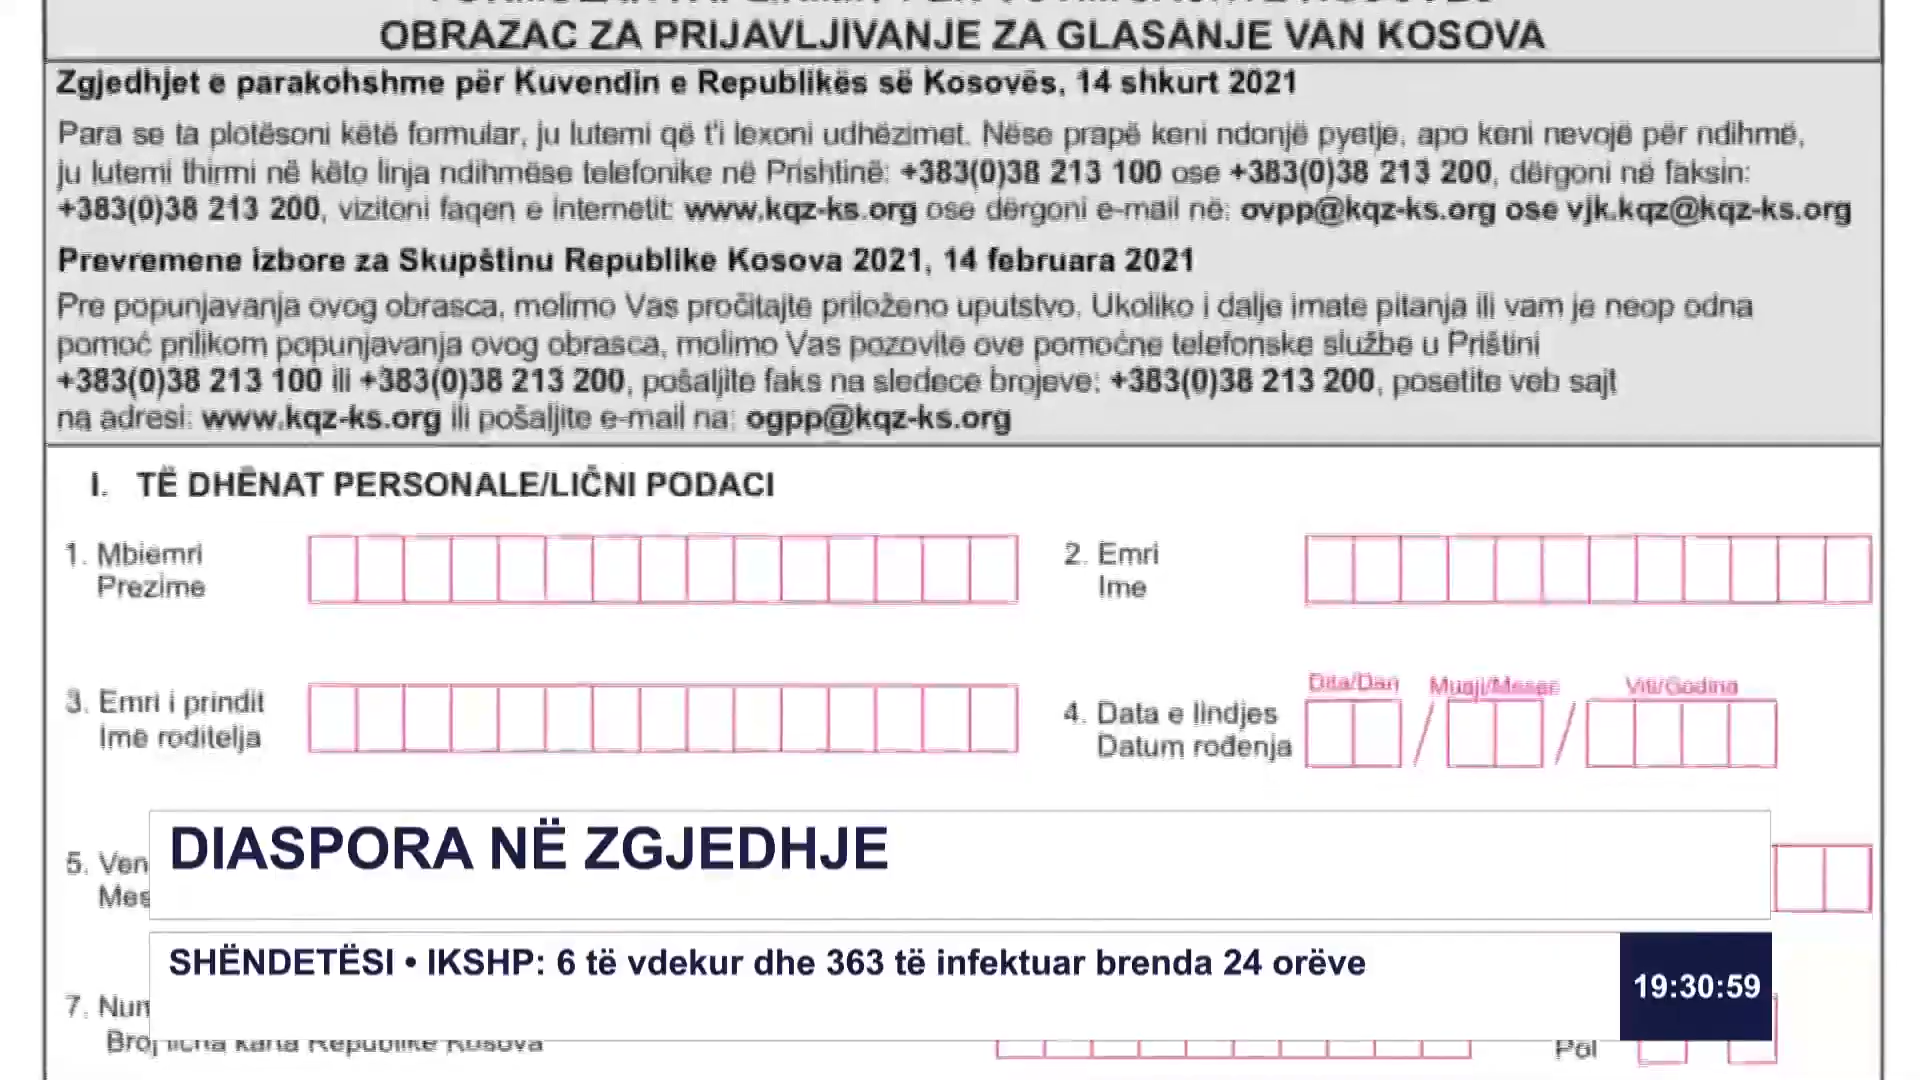 OBRAZAC ZA PRIJAVLJIVANJE ZA GLASANJE VAN KOSOVA
Zgjedhjet e parakohshme për Kuvendin e Republikës së Kosovës, 14 shkurt 2021
Para se ta plotësoni këtë formular, ju lutemi që t'i lexoni udhëzimet. Nëse prapë keni ndonjë pyetje, apo keni nevojë për ndihmë,
ju lutemi thirrni në këto linja ndihmëse telefonike në Prishtinë: +383(0)38 213 100 ose +383(0)38 213 200, dërgoni në faksin:
+383(0)38 213 200, vizitoni faqen e internetit: www.kqz-ks.org ose dërgoni e-mail në: ovpp@kqz-ks.org ose vjk.kqz@kqz-ks.org
Prevremene izbore za Skupštinu Republike Kosova 2021, 14 februara 2021
Pre popunjavanja ovog obrasca, molimo Vas pročitajte priloženo uputstvo. Ukoliko i dalje imate pitanja ili vam je neop odna
pomoć prilikom popunjavanja ovog obrasca, molimo Vas pozovite ove pomoćne telefonske službe u Prištini
+383(0)38 213 100 ili +383(0)38 213 200, pošaljite faks na sledece brojeve: +383(0)38 213 200, posetite veb sajt
na adresi: www.kqz-ks.org ili pošaljite e-mail na: ogpp@kqz-ks.org
I. TË DHËNAT PERSONALE/LIČNI PODACI
1. Mbiemri
Prezime
2. Emri
Ime
3. Emri i prindit
Ime roditelja
4. Data e lindjes
Datum rođenja
Dita/Dan Muaji/Mesec Viti/Godina
5. Ven
Mes
DIASPORA NË ZGJEDHJE
SHËNDETËSI • IKSHP: 6 të vdekur dhe 363 të infektuar brenda 24 orëve
19:30:59
7. Num
Broj lična karta Republike Kosova
Pol